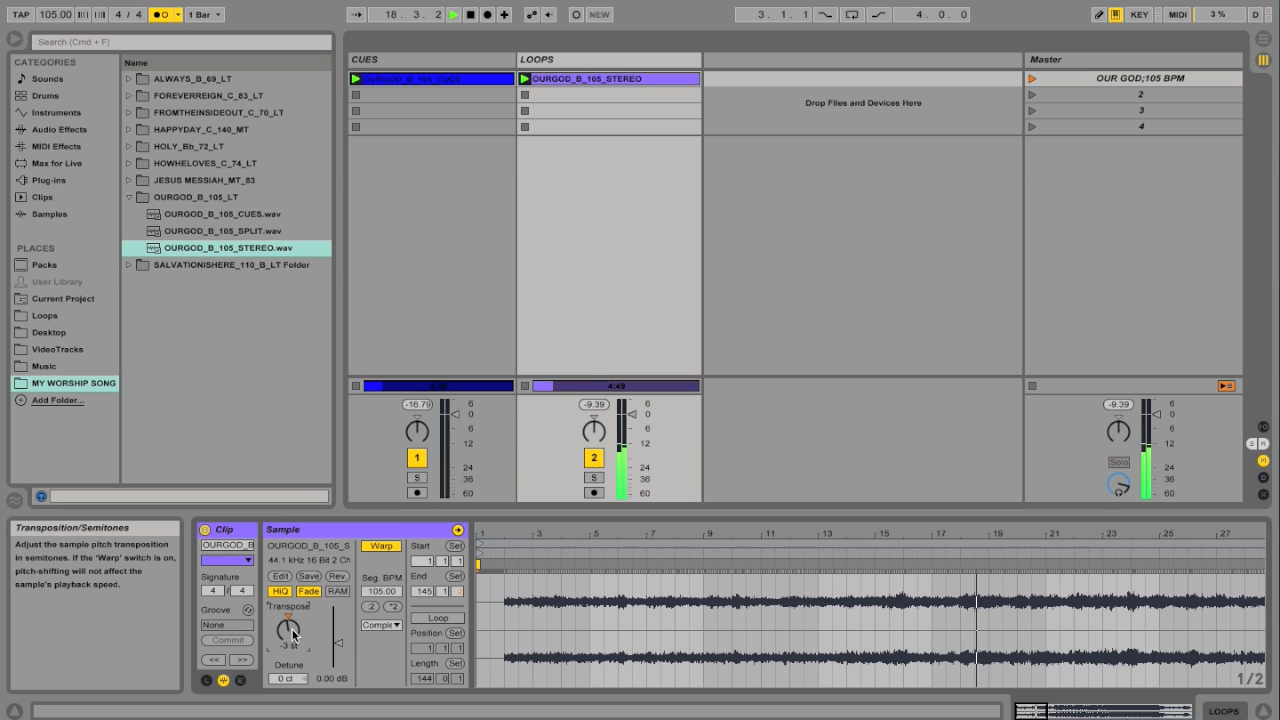 TAP 105.00 4 / 4 1 Bar 18. 3. 2 NEW 3. 1. 1 4. 0. 0 KEY MIDI 3 % D
Search (Cmd + F)
CATEGORIES
Sounds
Drums
Instruments
Audio Effects
MIDI Effects
Max for Live
Plug-ins
Clips
Samples
PLACES
Packs
User Library
Current Project
Loops
Desktop
VideoTracks
Music
MY WORSHIP SONG
Add Folder...
Name
ALWAYS_B_69_LT
FOREVERREIGN_C_83_LT
FROMTHEINSIDEOUT_C_70_LT
HAPPYDAY_C_140_MT
HOLY_Bb_72_LT
HOWHELOVES_C_74_LT
JESUS MESSIAH_MT_83
OURGOD_B_105_LT
OURGOD_B_105_CUES.wav
OURGOD_B_105_SPLIT.wav
OURGOD_B_105_STEREO.wav
SALVATIONISHERE_110_B_LT Folder
CUES
OURGOD_B_105_CUES
LOOPS
OURGOD_B_105_STEREO
Drop Files and Devices Here
Master
OUR GOD;105 BPM
2
3
4
4:49
-16.79
6
0
6
12
24
36
60
1
S
-9.39
6
0
6
12
24
36
60
2
S
-9.39
6
0
6
12
24
36
60
Solo
S R
Transposition/Semitones
Adjust the sample pitch transposition
in semitones. If the 'Warp' switch is on,
pitch-shifting will not affect the
sample's playback speed.
Clip
OURGOD_B
Signature
4 / 4
Groove
None
Commit
<< >>
L S
Sample
OURGOD_B_105_S
44.1 kHz 16 Bit 2 Ch
Edit Save Rev.
HiQ Fade RAM
Transpose
-3 st
Detune
0 ct 0.00 dB
Warp
Seg. BPM
105.00
:2 *2
Comple
Start Set
1 1 1
End Set
145 1
Loop
Position Set
1 1 1
Length
144 0 1
1 3 5 7 9 11 13 15 17 19 21 23 25 27
1/2
LOOPS